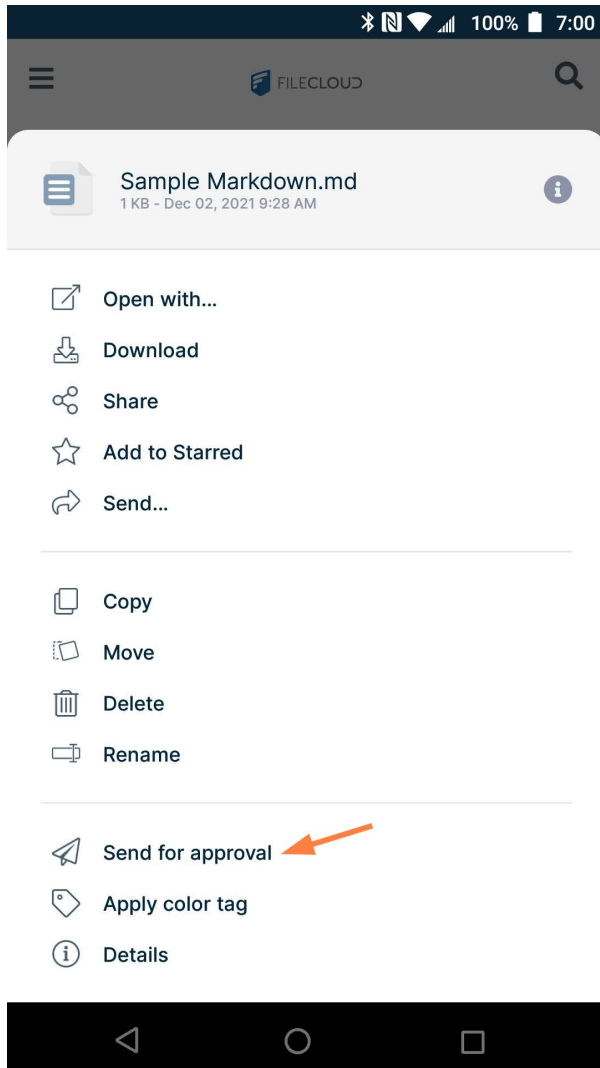 100% 7:00
FILECLOUD
Sample Markdown.md
1 KB - Dec 02, 2021 9:28 AM
Open with...
Download
Share
Add to Starred
Send...
Copy
Move
Delete
Rename
Send for approval
Apply color tag
Details